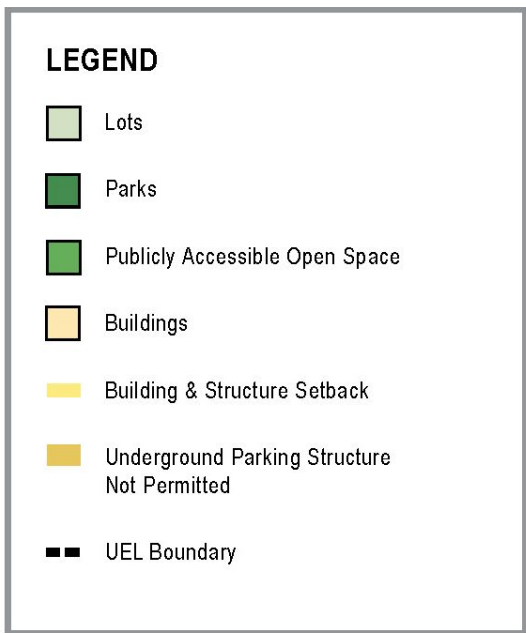 LEGEND
Lots
Parks
Publicly Accessible Open Space
Buildings
Building & Structure Setback
Underground Parking Structure
Not Permitted
UEL Boundary